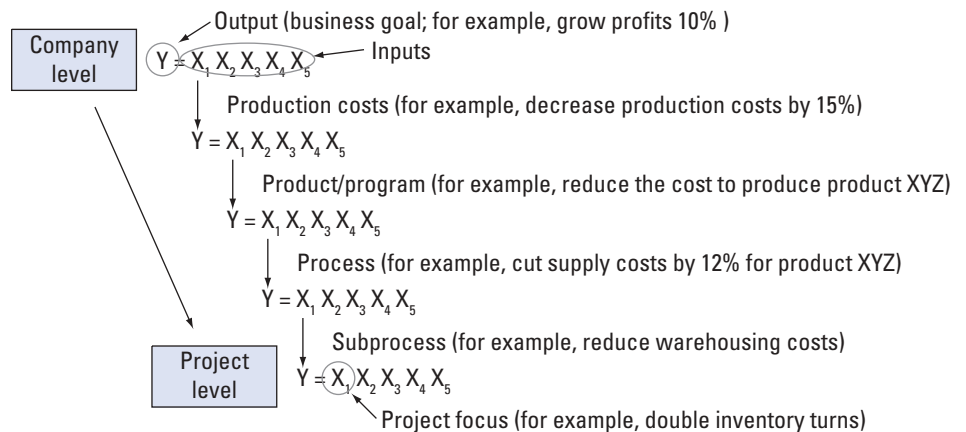 Output (business goal; for example, grow profits 10% )
Company level
Inputs
Y = X₁ X₂ X₃ X₄ X₅
Production costs (for example, decrease production costs by 15%)
Y = X₁ X₂ X₃ X₄ X₅
Product/program (for example, reduce the cost to produce product XYZ)
Y = X₁ X₂ X₃ X₄ X₅
Process (for example, cut supply costs by 12% for product XYZ)
Y = X₁ X₂ X₃ X₄ X₅
Subprocess (for example, reduce warehousing costs)
Project level
Y = X₁ X₂ X₃ X₄ X₅
Project focus (for example, double inventory turns)